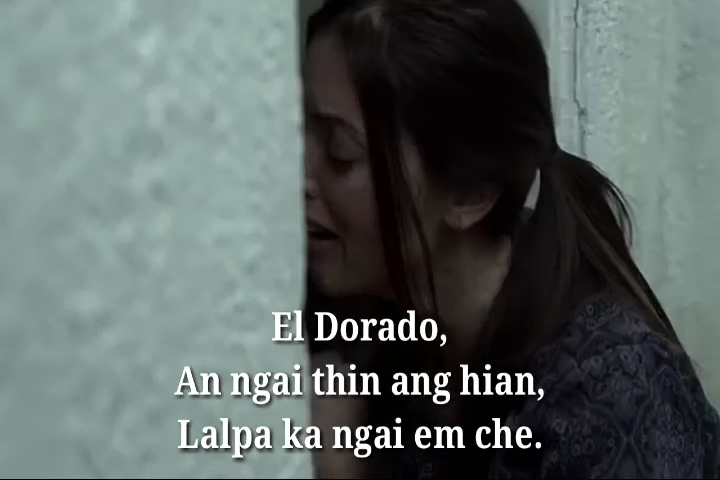 El Dorado,
An ngai thin ang hian,
Lalpa ka ngai em che.